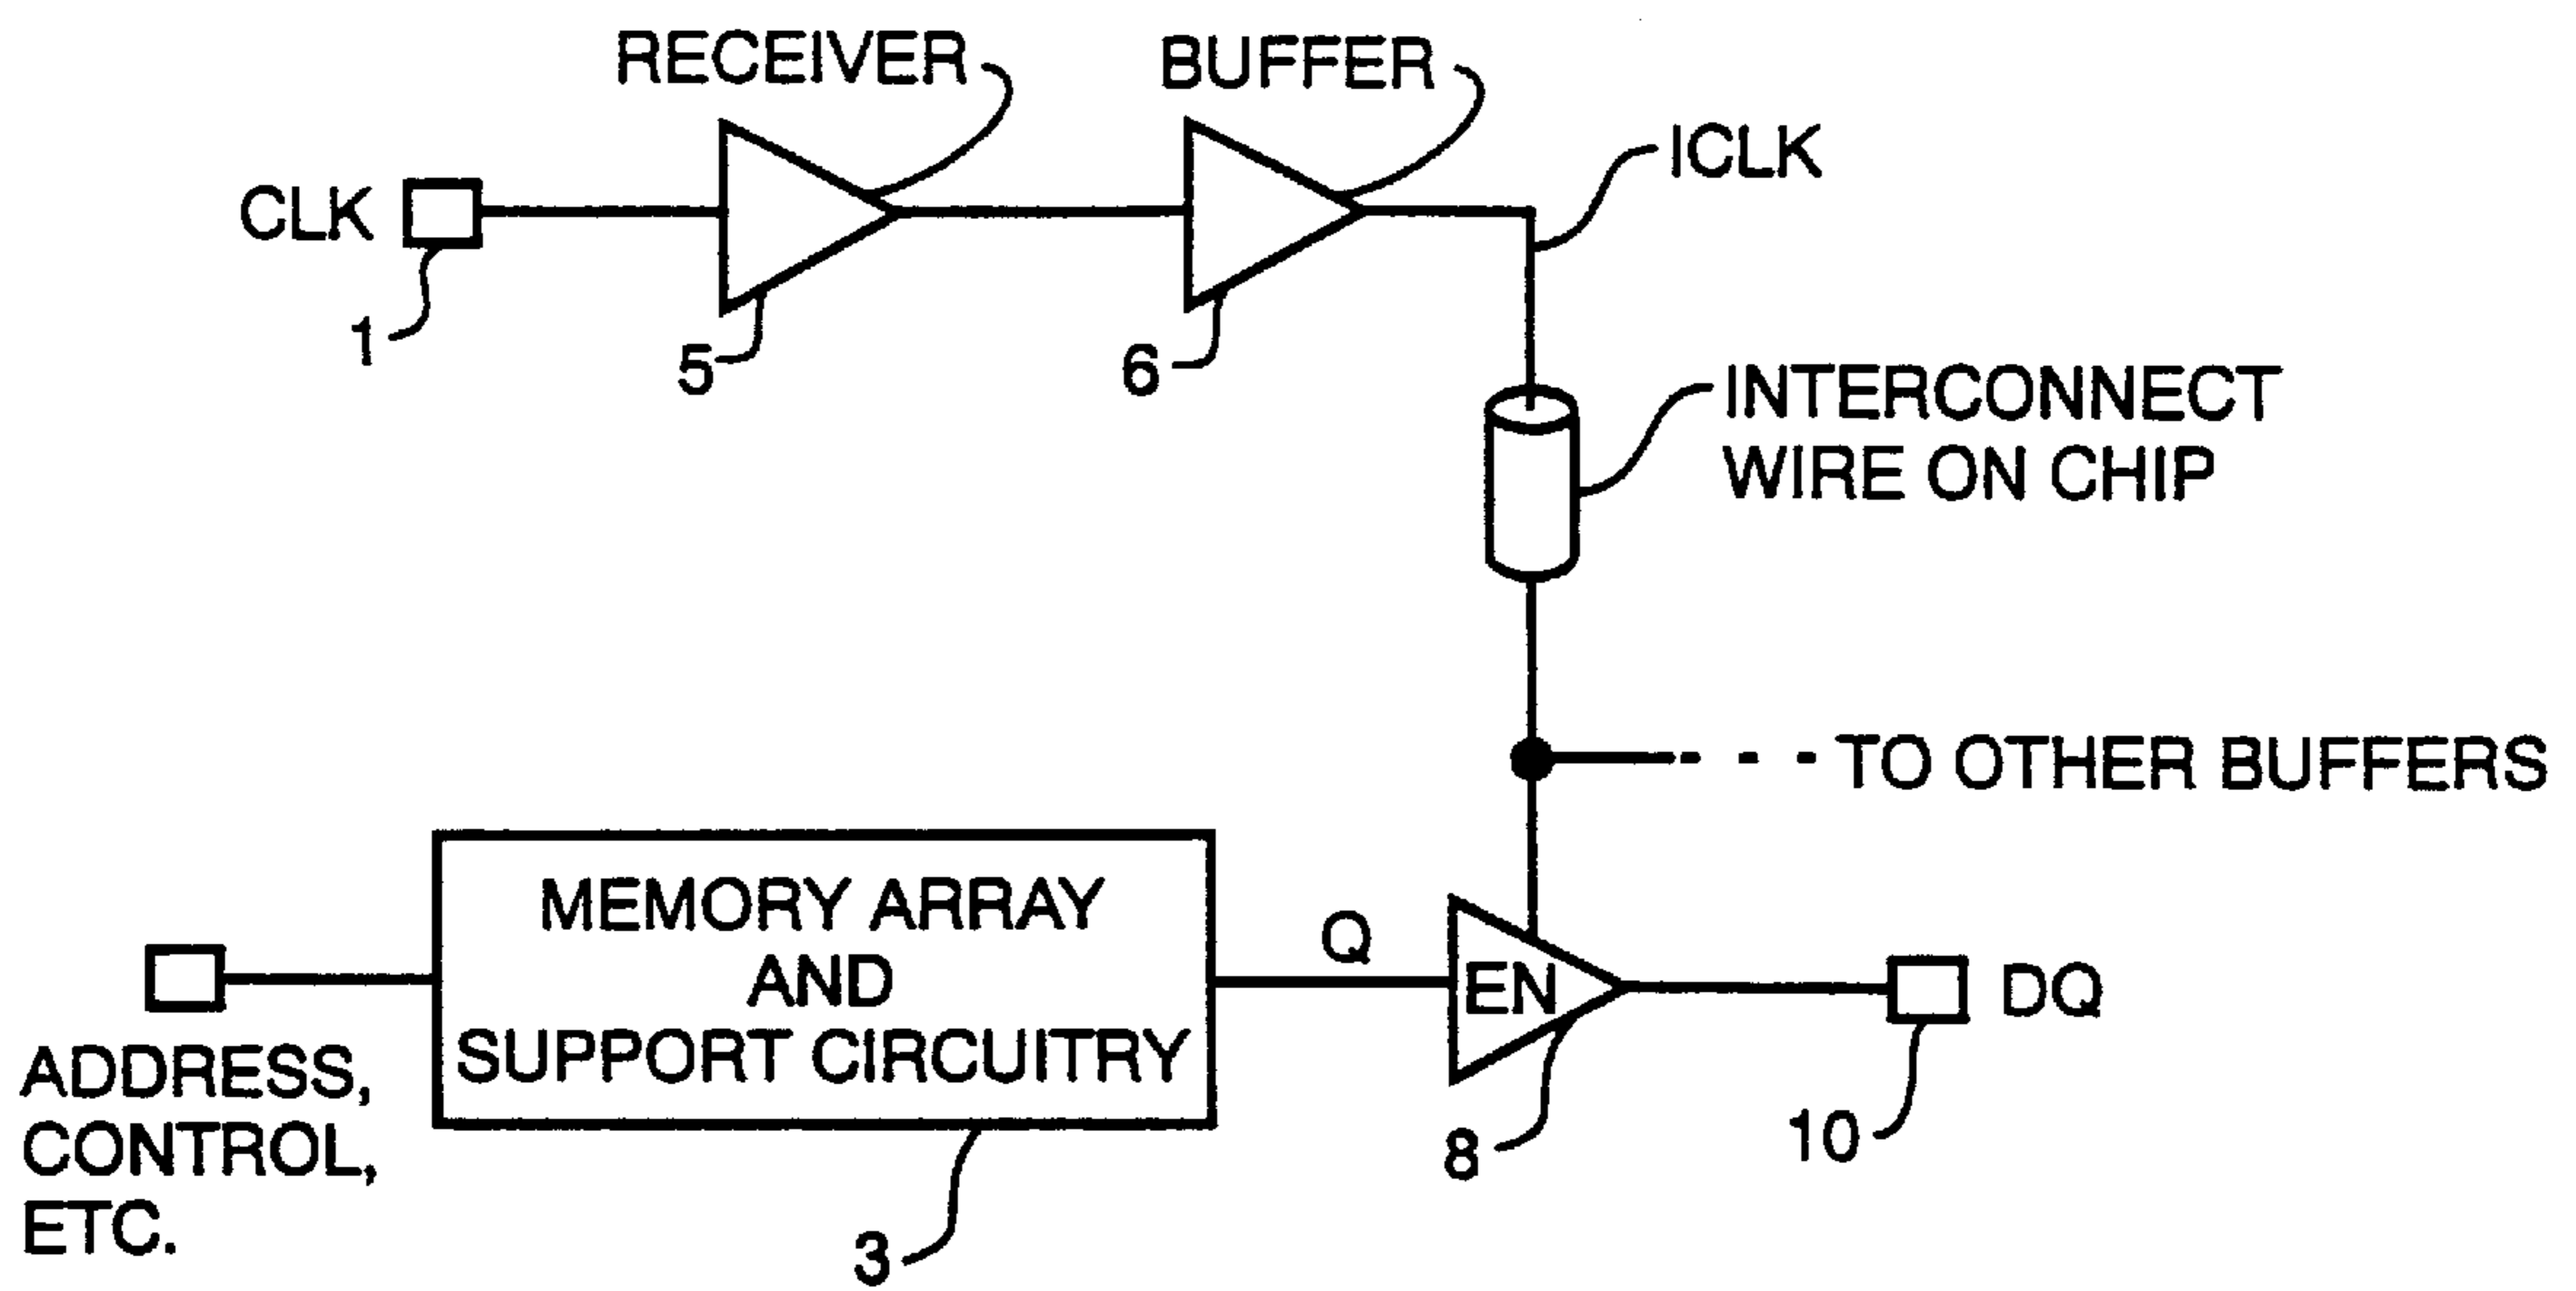 RECEIVER
BUFFER
ICLK
CLK
1
5
6
INTERCONNECT
WIRE ON CHIP
TO OTHER BUFFERS
MEMORY ARRAY
AND
SUPPORT CIRCUITRY
Q
EN
DQ
ADDRESS,
CONTROL,
ETC.
8
10
3